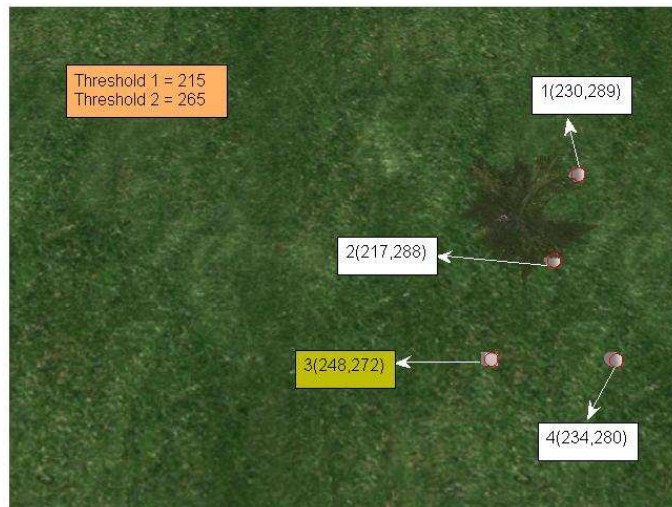 Threshold 1 = 215
Threshold 2 = 265
1(230,289)
2(217,288)
3(248,272)
4(234,280)